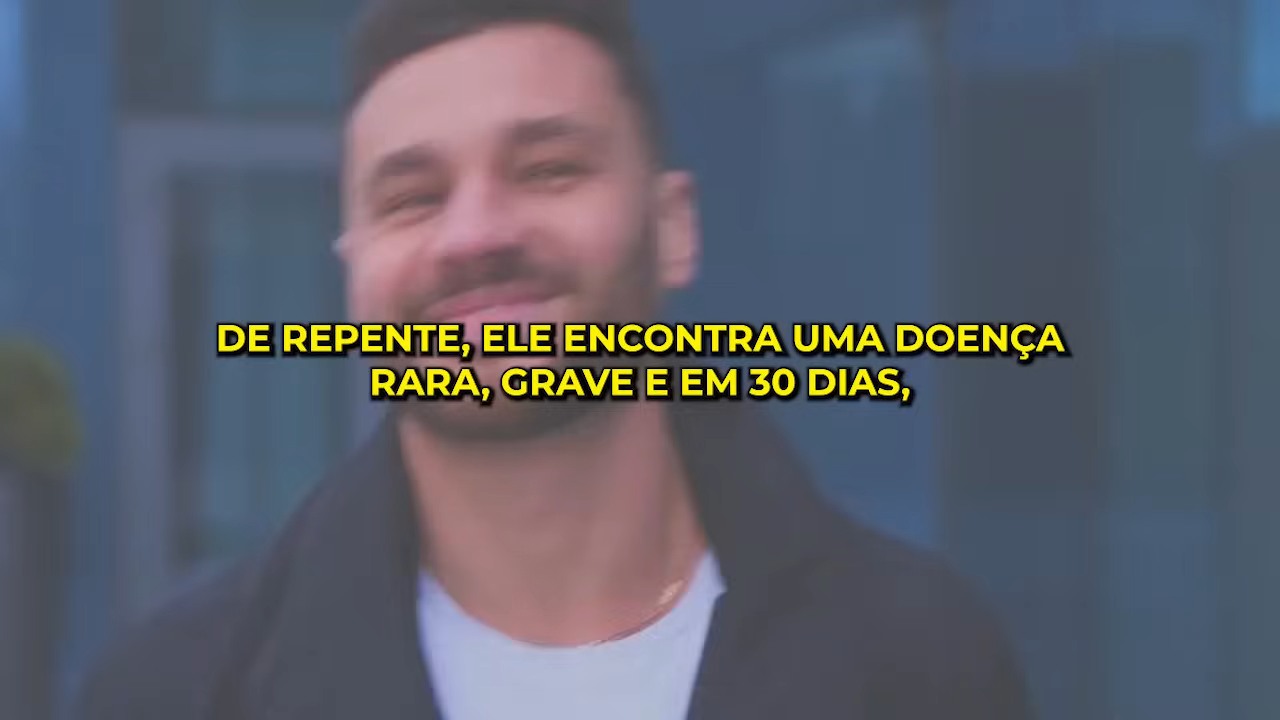 DE REPENTE, ELE ENCONTRA UMA DOENÇA
RARA, GRAVE E EM 30 DIAS,